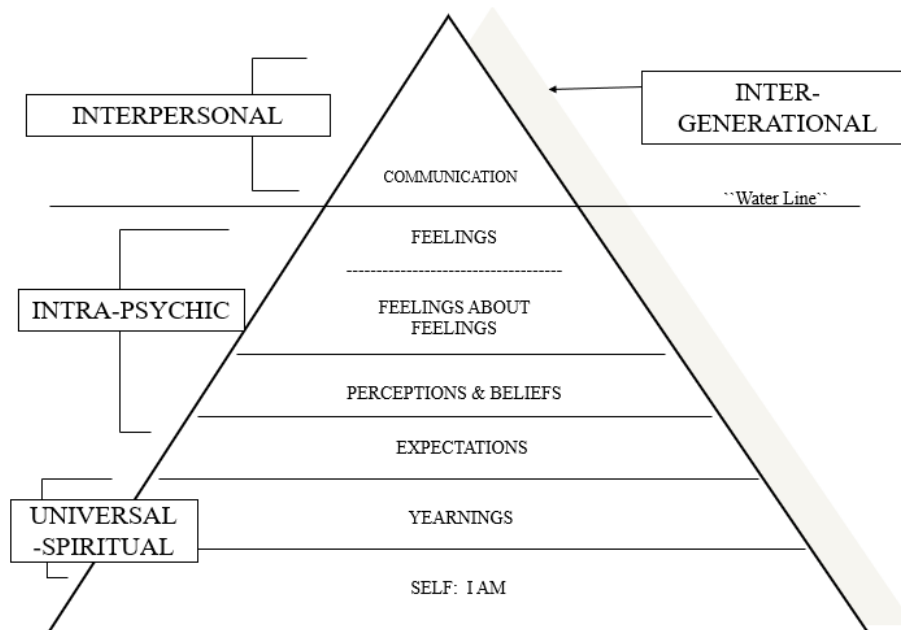 INTERPERSONAL
INTER-
GENERATIONAL
COMMUNICATION
``Water Line``
FEELINGS
------------------------------------
FEELINGS ABOUT
FEELINGS
INTRA-PSYCHIC
PERCEPTIONS & BELIEFS
EXPECTATIONS
UNIVERSAL
-SPIRITUAL
YEARNINGS
SELF: I AM